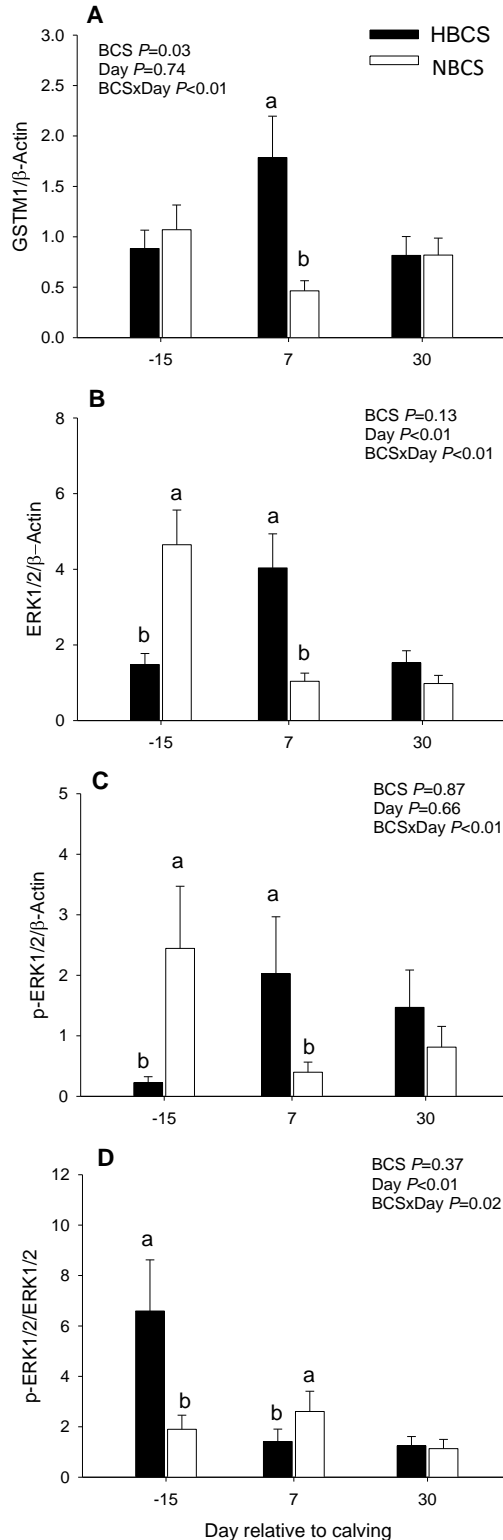 A
HBCS
NBCS
BCS P=0.03
Day P=0.74
BCSxDay P<0.01
GSTM1/β-Actin
3.0
2.5
2.0
1.5
1.0
0.5
0.0
a
b
-15
7
30
B
BCS P=0.13
Day P<0.01
BCSxDay P<0.01
ERK1/2/β−Actin
8
6
4
2
0
b
a
a
b
-15
7
30
C
BCS P=0.87
Day P=0.66
BCSxDay P<0.01
p-ERK1/2/β-Actin
5
4
3
2
1
0
b
a
a
b
-15
7
30
D
BCS P=0.37
Day P<0.01
BCSxDay P=0.02
p-ERK1/2/ERK1/2
12
10
8
6
4
2
0
a
b
b
a
-15
7
30
Day relative to calving